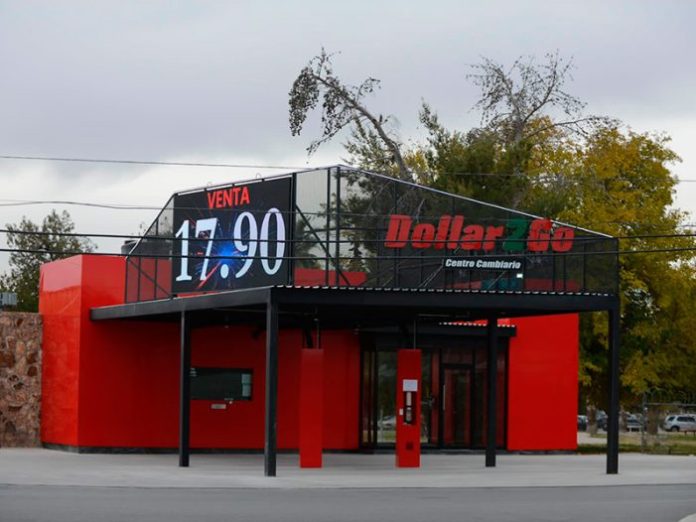 VENTA
17.90
Dollar2Go
Centro Cambiario